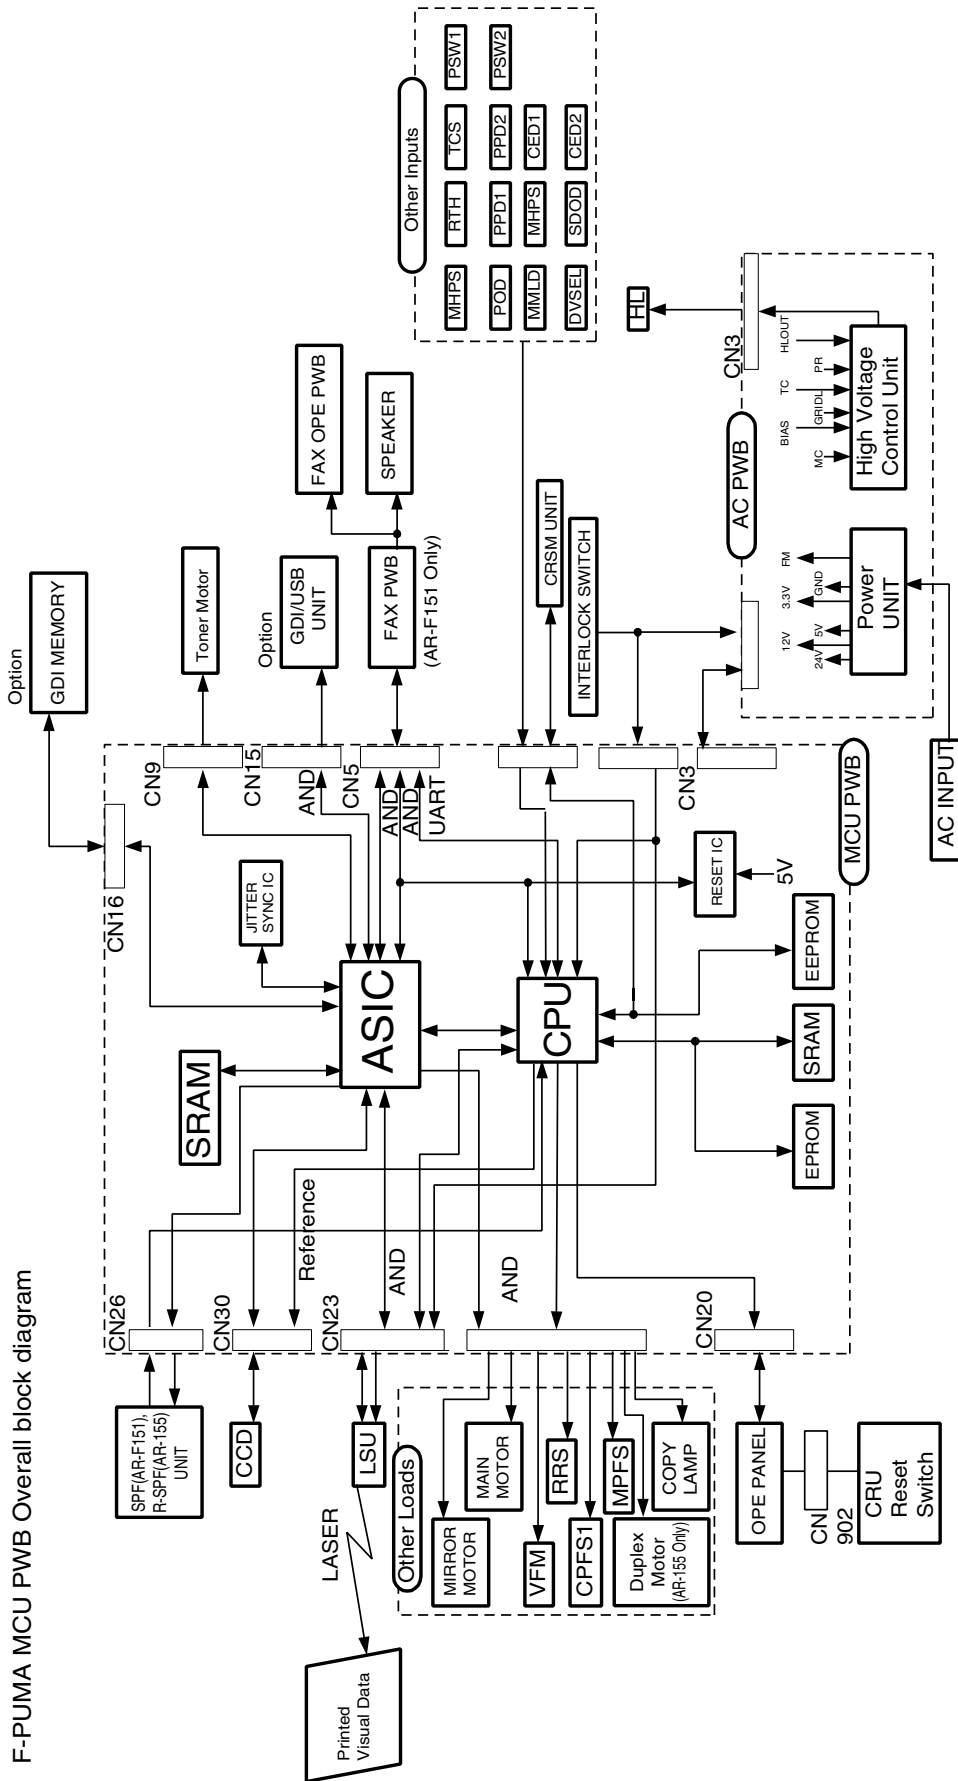 F-PUMA MCU PWB Overall block diagram
SPF(AR-F151),
R-SPF(AR-155)
UNIT
CCD
LSU
LASER
Printed
Visual Data
Other Loads
MIRROR
MOTOR
MAIN
MOTOR
VFM
RRS
CPFS1
MPFS
Duplex
Motor
(AR-155 Only)
COPY
LAMP
OPE PANEL
CN
902
CRU
Reset
Switch
CN26
CN30
Reference
CN23
AND
AND
CN20
SRAM
ASIC
CPU
JITTER
SYNC IC
EPROM
SRAM
EEPROM
RESET IC
5V
MCU PWB
CN16
CN9
CN15
AND
CN5
AND
AND
UART
CN3
Option
GDI MEMORY
Toner Motor
Option
GDI/USB
UNIT
FAX PWB
(AR-F151 Only)
FAX OPE PWB
SPEAKER
CRSM UNIT
INTERLOCK SWITCH
AC INPUT
AC PWB
Power
UNIT
24V
12V
5V
3.3V
GND
FM
High Voltage
Control Unit
MC
BIAS
GRIDL
TC
PR
HLOUT
CN3
HL
Other Inputs
MHPS
RTH
TCS
PSW1
POD
PPD1
PPD2
PSW2
MMLD
MHPS
CED1
DVSEL
SDOD
CED2